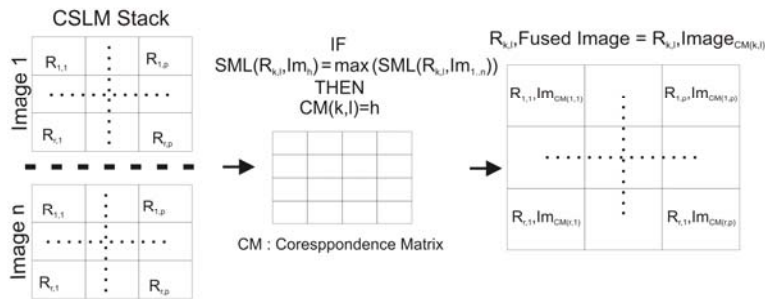 CSLM Stack
Image 1
R1,1
R1,p
Rr,1
Rr,p
Image n
R1,1
R1,p
Rr,1
Rr,p
IF
SML(Rk,l,Imh)=max(SML(Rk,l,Im1..n))
THEN
CM(k,l)=h
CM : Coresppondence Matrix
Rk,l,Fused Image = Rk,l,ImageCM(k,l)
R1,1,ImCM(1,1)
R1,p,ImCM(1,p)
Rr,1,ImCM(r,1)
Rr,1,ImCM(r,p)